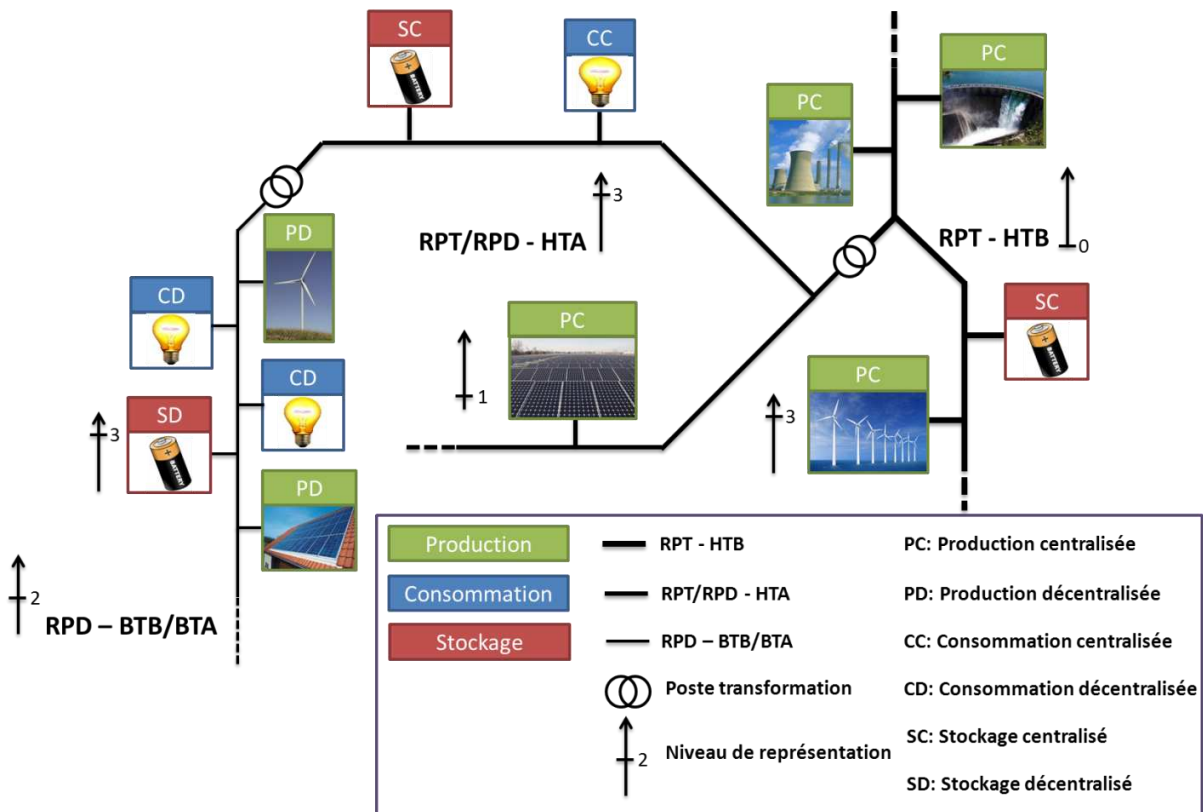 SC
CC
PC
PC
3
RPT/RPD - HTA
RPT - HTB
0
PD
CD
SC
PC
1
PC
3
CD
SD
3
PD
2
RPD – BTB/BTA
BATTERY
BATTERY
BATTERY
Production
RPT - HTB
PC: Production centralisée
Consommation
RPT/RPD - HTA
PD: Production décentralisée
Stockage
RPD – BTB/BTA
CC: Consommation centralisée
Poste transformation
CD: Consommation décentralisée
2
Niveau de représentation
SC: Stockage centralisé
SD: Stockage décentralisé